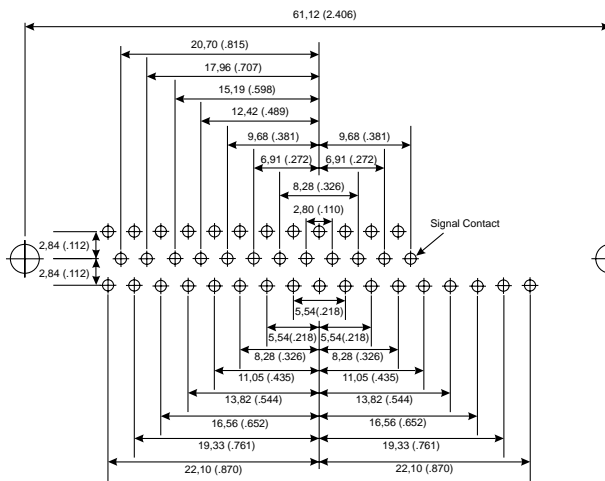 61,12 (2.406)
20,70 (.815)
17,96 (.707)
15,19 (.598)
12,42 (.489)
9,68 (.381) 9,68 (.381)
6,91 (.272) 6,91 (.272)
8,28 (.326)
2,80 (.110)
Signal Contact
2,84 (.112)
2,84 (.112)
5,54(.218)
5,54(.218) 5,54(.218)
8,28 (.326) 8,28 (.326)
11,05 (.435) 11,05 (.435)
13,82 (.544) 13,82 (.544)
16,56 (.652) 16,56 (.652)
19,33 (.761) 19,33 (.761)
22,10 (.870) 22,10 (.870)